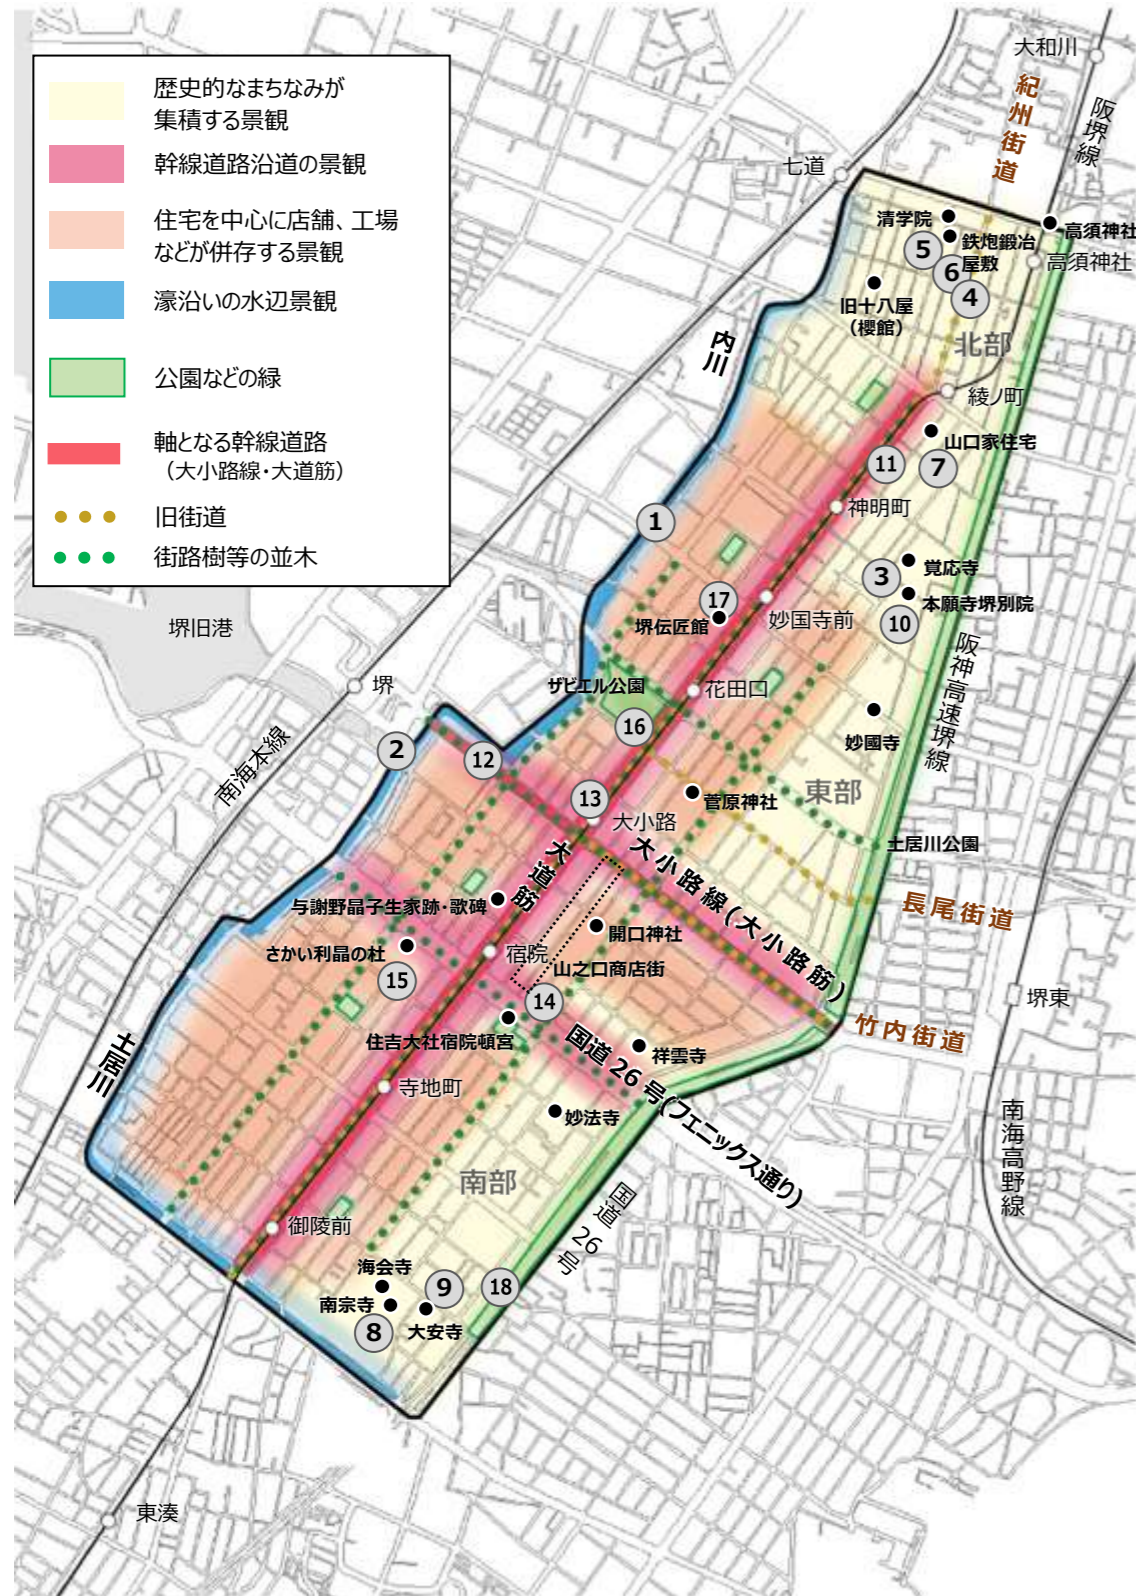 歴史的なまちなみが
集積する景観
幹線道路沿道の景観
住宅を中心に店舗、工場
などが併存する景観
濠沿いの水辺景観
公園などの緑
軸となる幹線道路
（大小路線・大道筋）
旧街道
街路樹等の並木
大和川
紀州街道
阪堺線
七道
清学院
高須神社
鉄炮鍛冶
屋敷
高須神社
5
6
4
旧十八屋
（櫻館）
北部
内川
綾ノ町
山口家住宅
11
7
神明町
1
覚応寺
3
本願寺堺別院
10
17
堺伝匠館
妙国寺前
堺旧港
阪神高速堺線
堺
ザビエル公園
花田口
16
妙國寺
南海本線
2
12
東部
菅原神社
13
大小路
土居川公園
大道筋
大小路線(大小路筋)
長尾街道
与謝野晶子生家跡・歌碑
開口神社
さかい利晶の杜
宿院
山之口商店街
15
14
堺東
竹内街道
住吉大社宿院頓宮
祥雲寺
土居川
国道26号(フェニックス通り)
寺地町
妙法寺
南海高野線
南部
国道26号
御陵前
海会寺
9
18
南宗寺
大安寺
8
東湊